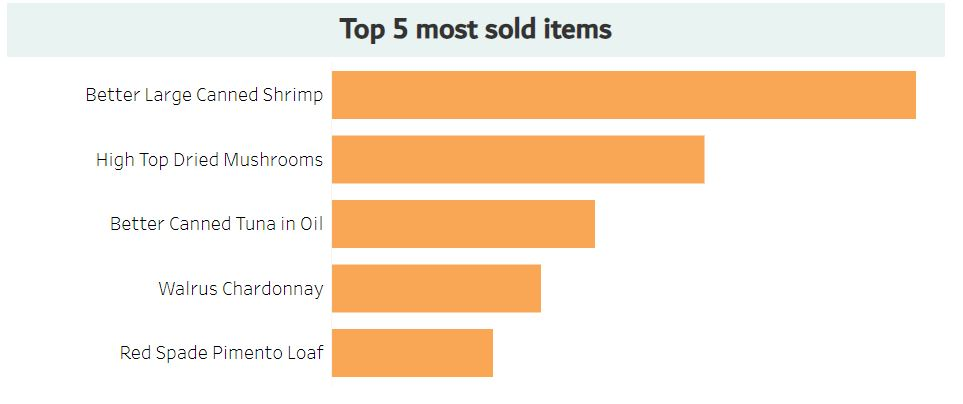 Top 5 most sold items
Better Large Canned Shrimp
High Top Dried Mushrooms
Better Canned Tuna in Oil
Walrus Chardonnay
Red Spade Pimento Loaf